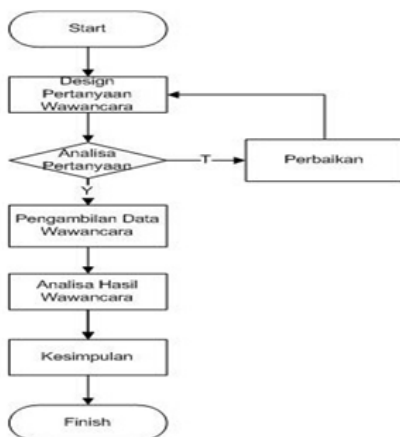 Start
Design
Pertanyaan
Wawancara
Analisa
Pertanyaan
T
Perbaikan
Y
Pengambilan Data
Wawancara
Analisa Hasil
Wawancara
Kesimpulan
Finish